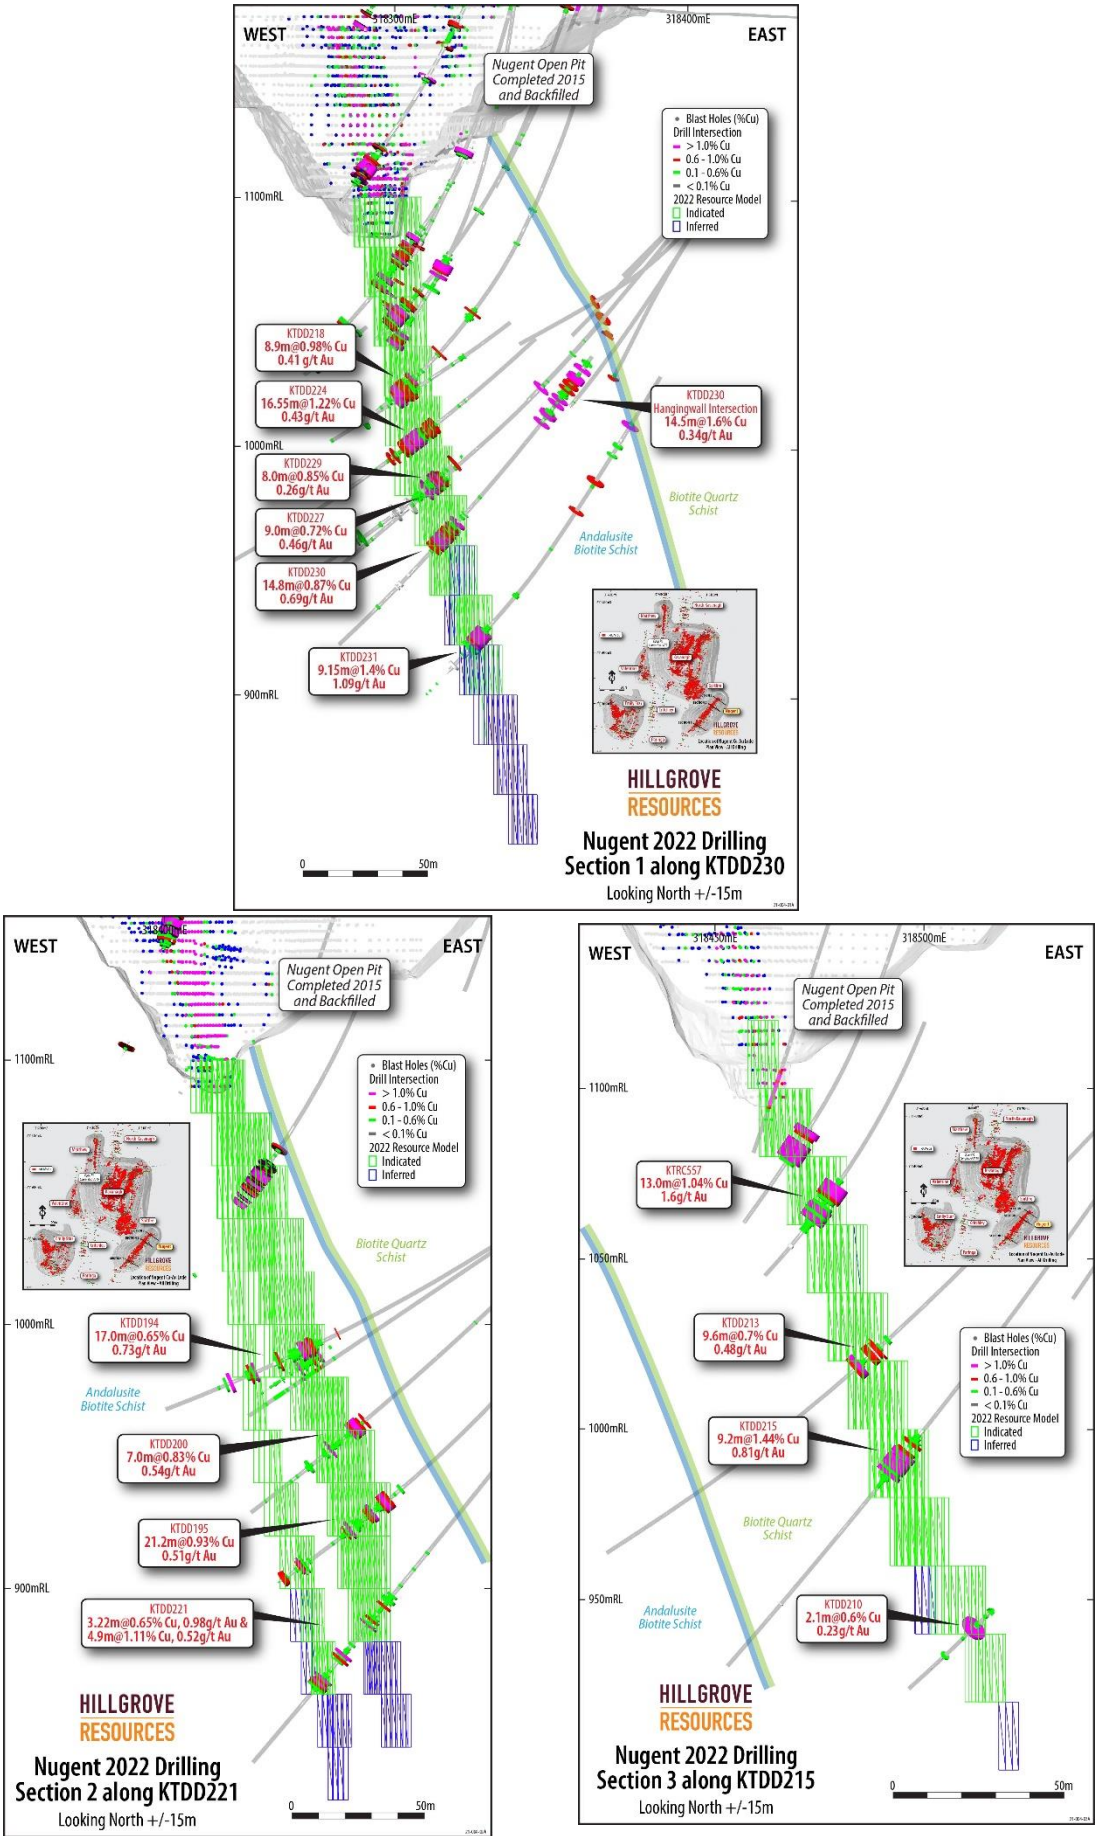 318300mE
318400mE
WEST
EAST
Nugent Open Pit
Completed 2015
and Backfilled
Blast Holes (%Cu)
Drill Intersection
> 1.0% Cu
0.6 - 1.0% Cu
0.1 - 0.6% Cu
< 0.1% Cu
2022 Resource Model
Indicated
Inferred
1100mRL
KTDD218
8.9m@0.98% Cu
0.41 g/t Au
KTDD224
16.55m@1.22% Cu
0.43g/t Au
KTDD230
Hangingwall Intersection
14.5m@1.6% Cu
0.34g/t Au
1000mRL
KTDD229
8.0m@0.85% Cu
0.26g/t Au
KTDD227
9.0m@0.72% Cu
0.46g/t Au
Biotite Quartz
Schist
Andalusite
Biotite Schist
KTDD230
14.8m@0.87% Cu
0.69g/t Au
KTDD231
9.15m@1.4% Cu
1.09g/t Au
900mRL
HILLGROVE
RESOURCES
HILLGROVE
RESOURCES
Nugent 2022 Drilling
Section 1 along KTDD230
Looking North +/-15m
0
50m
WEST
EAST
Nugent Open Pit
Completed 2015
and Backfilled
1100mRL
Blast Holes (%Cu)
Drill Intersection
> 1.0% Cu
0.6 - 1.0% Cu
0.1 - 0.6% Cu
< 0.1% Cu
2022 Resource Model
Indicated
Inferred
HILLGROVE
RESOURCES
Biotite Quartz
Schist
1000mRL
KTDD194
17.0m@0.65% Cu
0.73g/t Au
Andalusite
Biotite Schist
KTDD200
7.0m@0.83% Cu
0.54g/t Au
KTDD195
21.2m@0.93% Cu
0.51g/t Au
900mRL
KTDD221
3.22m@0.65% Cu, 0.98g/t Au &
4.9m@1.11% Cu, 0.52g/t Au
HILLGROVE
RESOURCES
Nugent 2022 Drilling
Section 2 along KTDD221
Looking North +/-15m
0
50m
318450mE
318500mE
WEST
EAST
Nugent Open Pit
Completed 2015
and Backfilled
1100mRL
KTRC557
13.0m@1.04% Cu
1.6g/t Au
HILLGROVE
RESOURCES
1050mRL
KTDD213
9.6m@0.7% Cu
0.48g/t Au
Blast Holes (%Cu)
Drill Intersection
> 1.0% Cu
0.6 - 1.0% Cu
0.1 - 0.6% Cu
< 0.1% Cu
2022 Resource Model
Indicated
Inferred
1000mRL
KTDD215
9.2m@1.44% Cu
0.81g/t Au
Biotite Quartz
Schist
950mRL
Andalusite
Biotite Schist
KTDD210
2.1m@0.6% Cu
0.23g/t Au
HILLGROVE
RESOURCES
Nugent 2022 Drilling
Section 3 along KTDD215
Looking North +/-15m
0
50m